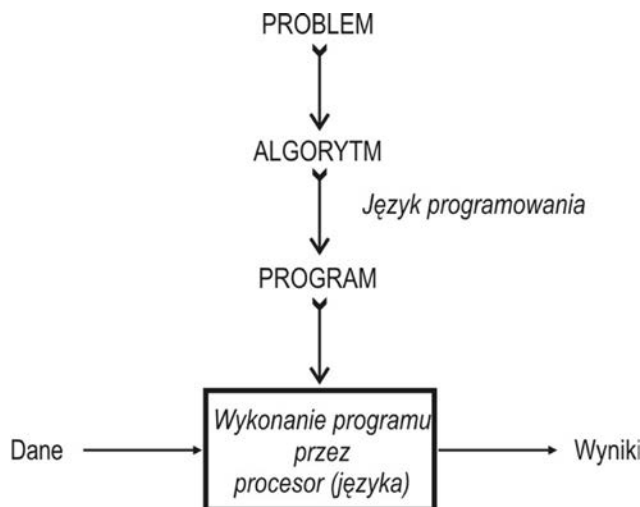 PROBLEM
ALGORYTM
Język programowania
PROGRAM
Wykonanie programu
przez
procesor (języka)
Dane
Wyniki